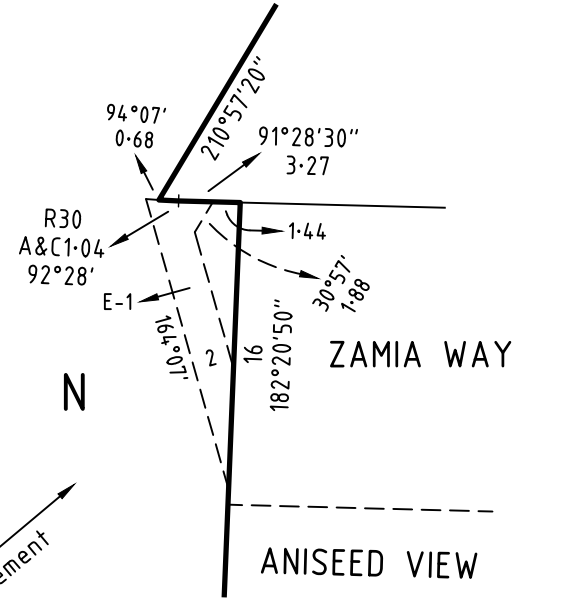 94°07'
0·68
210°57'20"
91°28'30"
3·27
R30
A&C1·04
92°28'
1·44
30°57'
1·88
E-1
164°07'
2
16
182°20'50"
ZAMIA WAY
N
ement
ANISEED VIEW